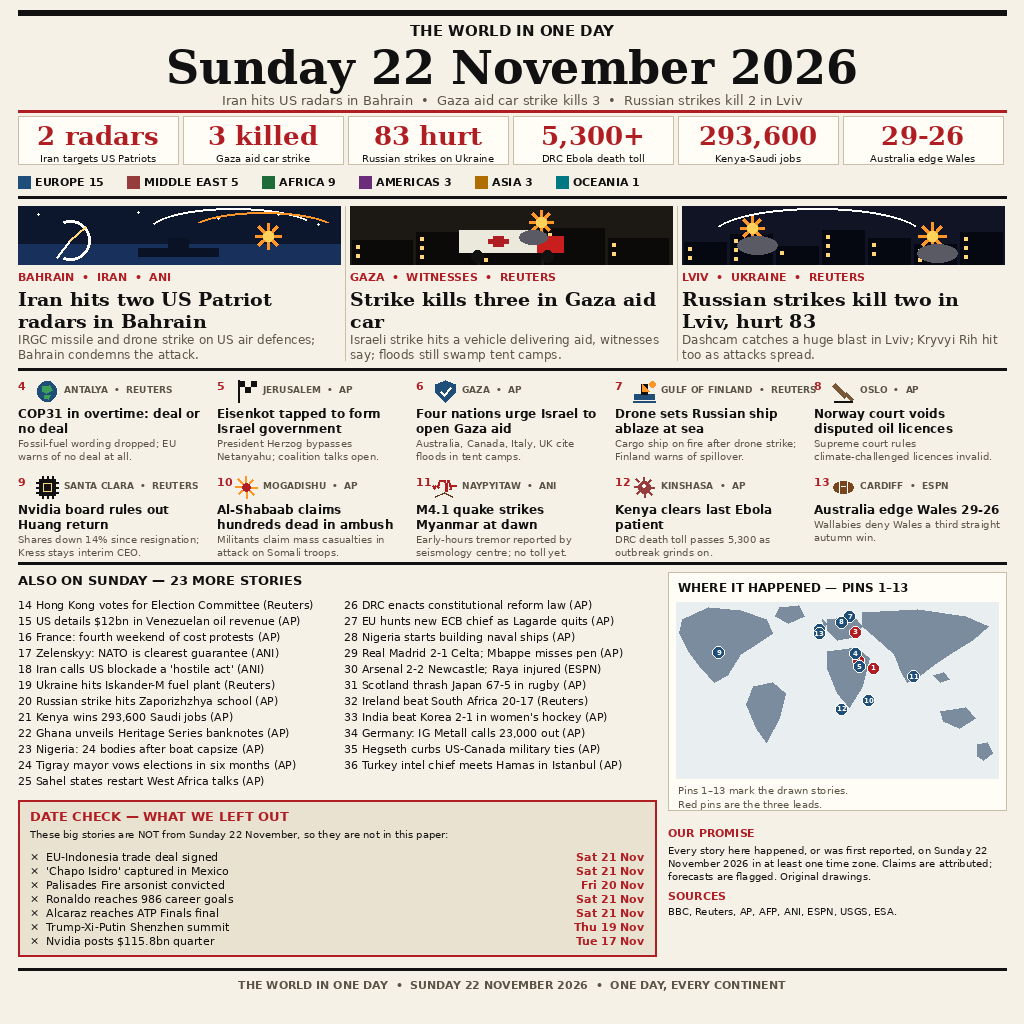 THE WORLD IN ONE DAY
Sunday 22 November 2026
Iran hits US radars in Bahrain • Gaza aid car strike kills 3 • Russian strikes kill 2 in Lviv
2 radars
Iran targets US Patriots
3 killed
Gaza aid car strike
83 hurt
Russian strikes on Ukraine
5,300+
DRC Ebola death toll
293,600
Kenya-Saudi jobs
29-26
Australia edge Wales
EUROPE 15
MIDDLE EAST 5
AFRICA 9
AMERICAS 3
ASIA 3
OCEANIA 1
BAHRAIN • IRAN • ANI
Iran hits two US Patriot
radars in Bahrain
IRGC missile and drone strike on US air defences;
Bahrain condemns the attack.
GAZA • WITNESSES • REUTERS
Strike kills three in Gaza aid
car
Israeli strike hits a vehicle delivering aid, witnesses
say; floods still swamp tent camps.
LVIV • UKRAINE • REUTERS
Russian strikes kill two in
Lviv, hurt 83
Dashcam catches a huge blast in Lviv; Kryvyi Rih hit
too as attacks spread.
4 ANTALYA • REUTERS
COP31 in overtime: deal or
no deal
Fossil-fuel wording dropped; EU
warns of no deal at all.
5 JERUSALEM • AP
Eisenkot tapped to form
Israel government
President Herzog bypasses
Netanyahu; coalition talks open.
6 GAZA • AP
Four nations urge Israel to
open Gaza aid
Australia, Canada, Italy, UK cite
floods in tent camps.
7 GULF OF FINLAND • REUTERS
Drone sets Russian ship
ablaze at sea
Cargo ship on fire after drone strike;
Finland warns of spillover.
8 OSLO • AP
Norway court voids
disputed oil licences
Supreme court rules
climate-challenged licences invalid.
9 SANTA CLARA • REUTERS
Nvidia board rules out
Huang return
Shares down 14% since resignation;
Kress stays interim CEO.
10 MOGADISHU • AP
Al-Shabaab claims
hundreds dead in ambush
Militants claim mass casualties in
attack on Somali troops.
11 NAYPYITAW • ANI
M4.1 quake strikes
Myanmar at dawn
Early-hours tremor reported by
seismology centre; no toll yet.
12 KINSHASA • AP
Kenya clears last Ebola
patient
DRC death toll passes 5,300 as
outbreak grinds on.
13 CARDIFF • ESPN
Australia edge Wales 29-26
Wallabies deny Wales a third straight
autumn win.
ALSO ON SUNDAY — 23 MORE STORIES
14 Hong Kong votes for Election Committee (Reuters)
15 US details $12bn in Venezuelan oil revenue (AP)
16 France: fourth weekend of cost protests (AP)
17 Zelenskyy: NATO is clearest guarantee (ANI)
18 Iran calls US blockade a 'hostile act' (ANI)
19 Ukraine hits Iskander-M fuel plant (Reuters)
20 Russian strike hits Zaporizhzhya school (AP)
21 Kenya wins 293,600 Saudi jobs (AP)
22 Ghana unveils Heritage Series banknotes (AP)
23 Nigeria: 24 bodies after boat capsize (AP)
24 Tigray mayor vows elections in six months (AP)
25 Sahel states restart West Africa talks (AP)
26 DRC enacts constitutional reform law (AP)
27 EU hunts new ECB chief as Lagarde quits (AP)
28 Nigeria starts building naval ships (AP)
29 Real Madrid 2-1 Celta; Mbappe misses pen (AP)
30 Arsenal 2-2 Newcastle; Raya injured (ESPN)
31 Scotland thrash Japan 67-5 in rugby (AP)
32 Ireland beat South Africa 20-17 (Reuters)
33 India beat Korea 2-1 in women's hockey (AP)
34 Germany: IG Metall calls 23,000 out (AP)
35 Hegseth curbs US-Canada military ties (AP)
36 Turkey intel chief meets Hamas in Istanbul (AP)
WHERE IT HAPPENED — PINS 1–13
7
8
3
13
9
4
5
1
11
10
12
Pins 1–13 mark the drawn stories.
Red pins are the three leads.
DATE CHECK — WHAT WE LEFT OUT
These big stories are NOT from Sunday 22 November, so they are not in this paper:
× EU-Indonesia trade deal signed Sat 21 Nov
× 'Chapo Isidro' captured in Mexico Sat 21 Nov
× Palisades Fire arsonist convicted Fri 20 Nov
× Ronaldo reaches 986 career goals Sat 21 Nov
× Alcaraz reaches ATP Finals final Sat 21 Nov
× Trump-Xi-Putin Shenzhen summit Thu 19 Nov
× Nvidia posts $115.8bn quarter Tue 17 Nov
OUR PROMISE
Every story here happened, or was first reported, on Sunday 22
November 2026 in at least one time zone. Claims are attributed;
forecasts are flagged. Original drawings.
SOURCES
BBC, Reuters, AP, AFP, ANI, ESPN, USGS, ESA.
THE WORLD IN ONE DAY • SUNDAY 22 NOVEMBER 2026 • ONE DAY, EVERY CONTINENT